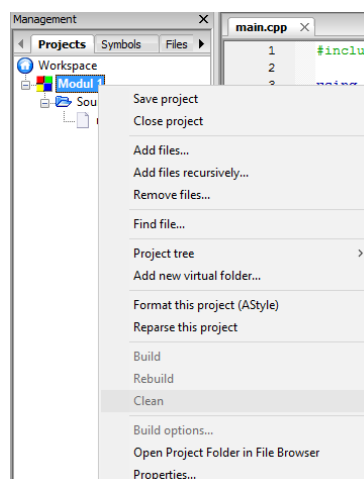 Management
main.cpp
Projects Symbols Files
Workspace
Modul 1
Sou
1 #inclu
2
3
Save project
Close project
Add files...
Add files recursively...
Remove files...
Find file...
Project tree
Add new virtual folder...
Format this project (AStyle)
Reparse this project
Build
Rebuild
Clean
Build options...
Open Project Folder in File Browser
Properties...